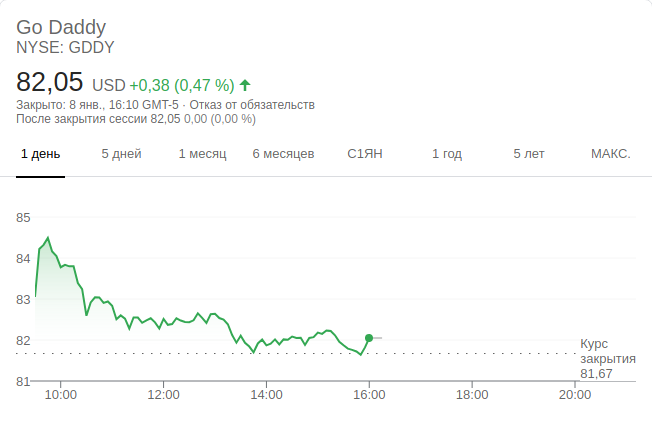 Go Daddy
NYSE: GDDY
82,05 USD +0,38 (0,47 %)
Закрыто: 8 янв., 16:10 GMT-5 · Отказ от обязательств
После закрытия сессии 82,05 0,00 (0,00 %)
1 день 5 дней 1 месяц 6 месяцев С1ЯН 1 год 5 лет МАКС.
85
84
83
82
Курс
закрытия
81,67
81
10:00 12:00 14:00 16:00 18:00 20:00